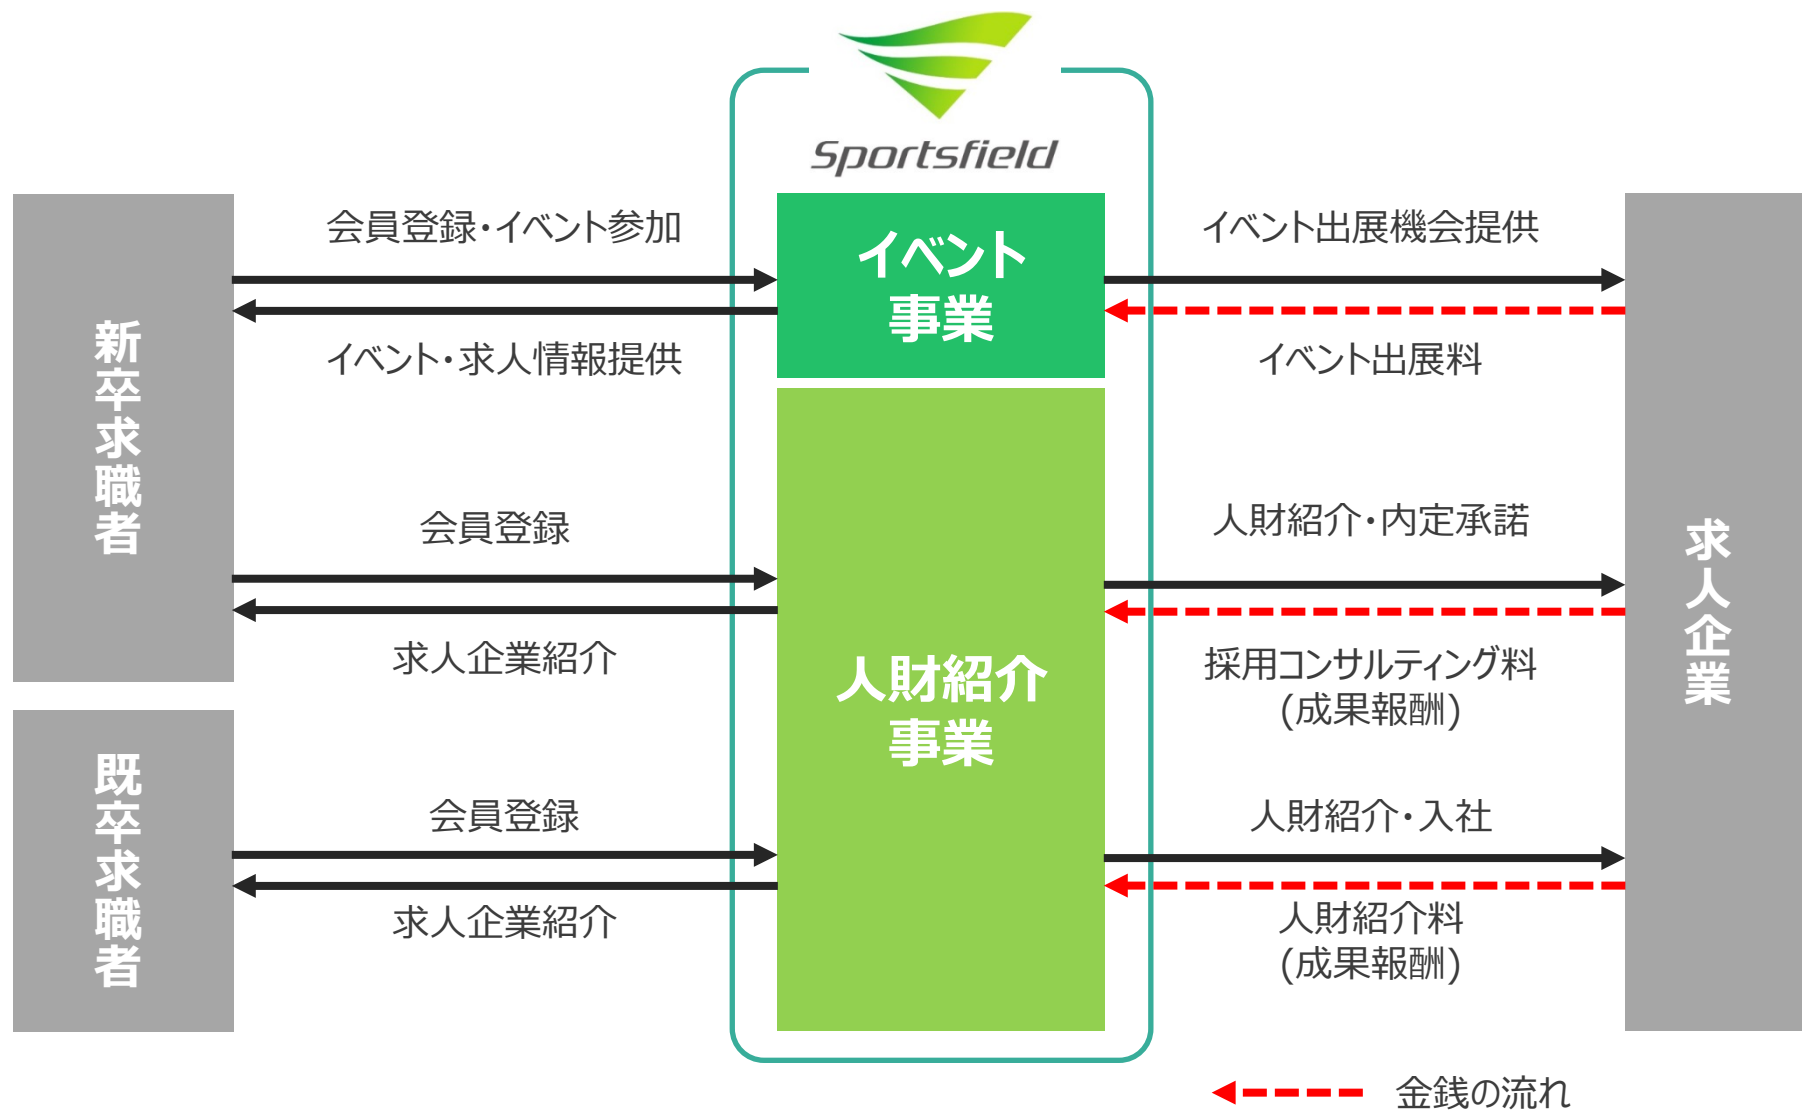 Sportsfield
新卒求職者
会員登録・イベント参加
イベント・求人情報提供
会員登録
求人企業紹介
既卒求職者
会員登録
求人企業紹介
イベント
事業
人財紹介
事業
イベント出展機会提供
イベント出展料
人財紹介・内定承諾
採用コンサルティング料
(成果報酬)
人財紹介・入社
人財紹介料
(成果報酬)
求人企業
金銭の流れ